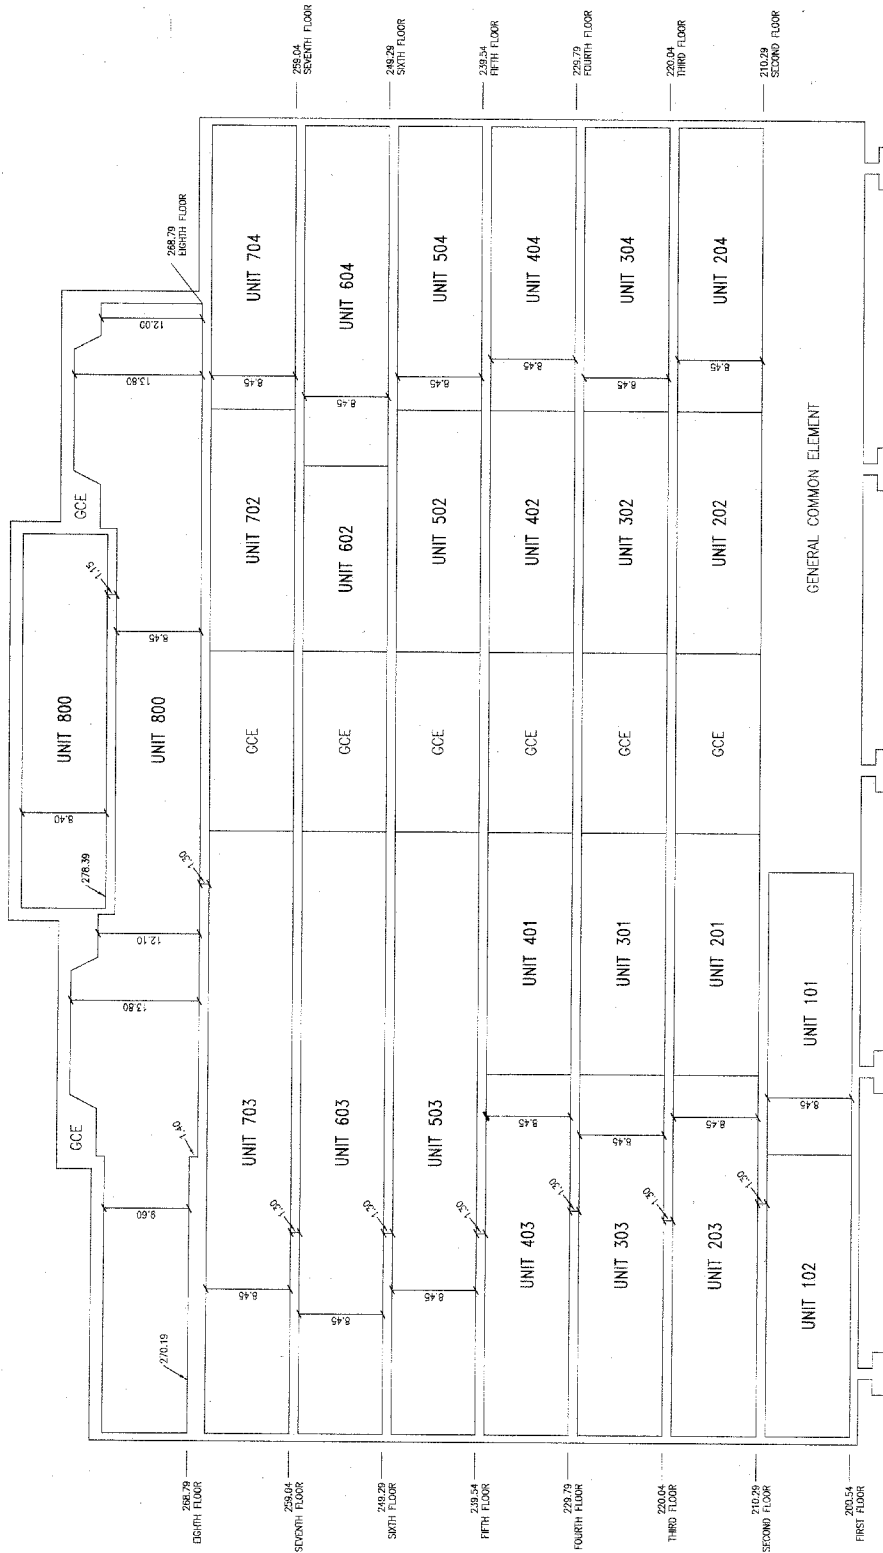 UNIT 800
8.40
278.39
1.15
GCE
GCE
9.60
270.19
1.40
13.80
12.10
UNIT 800
8.45
13.80
12.00
268.79
EIGHTH FLOOR
268.79
EIGHTH FLOOR
1.30
8.45
UNIT 703
GCE
UNIT 702
8.45
UNIT 704
259.04
SEVENTH FLOOR
1.30
259.04
SEVENTH FLOOR
8.45
UNIT 603
GCE
UNIT 602
8.45
UNIT 604
249.29
SIXTH FLOOR
1.30
249.29
SIXTH FLOOR
8.45
UNIT 503
GCE
UNIT 502
8.45
UNIT 504
239.54
FIFTH FLOOR
1.30
239.54
FIFTH FLOOR
UNIT 403
8.45
UNIT 401
GCE
UNIT 402
8.45
UNIT 404
229.79
FOURTH FLOOR
1.30
229.79
FOURTH FLOOR
UNIT 303
8.45
UNIT 301
GCE
UNIT 302
8.45
UNIT 304
220.04
THIRD FLOOR
1.30
220.04
THIRD FLOOR
UNIT 203
8.45
UNIT 201
GCE
UNIT 202
8.45
UNIT 204
210.29
SECOND FLOOR
1.30
210.29
SECOND FLOOR
UNIT 102
8.45
UNIT 101
GENERAL COMMON ELEMENT
200.54
FIRST FLOOR